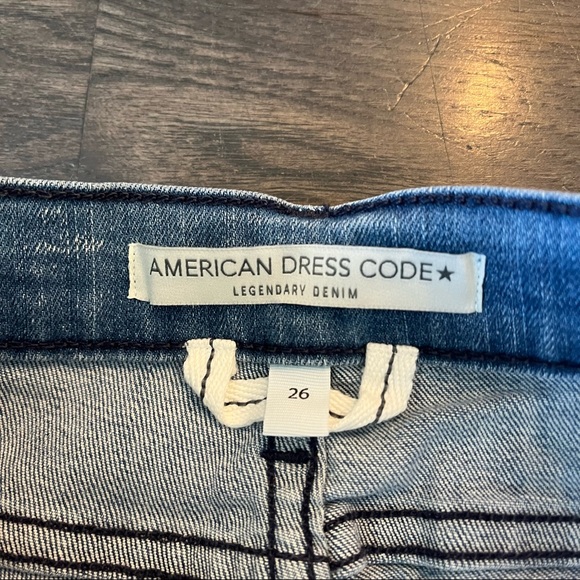 AMERICAN DRESS CODE★
LEGENDARY DENIM
26